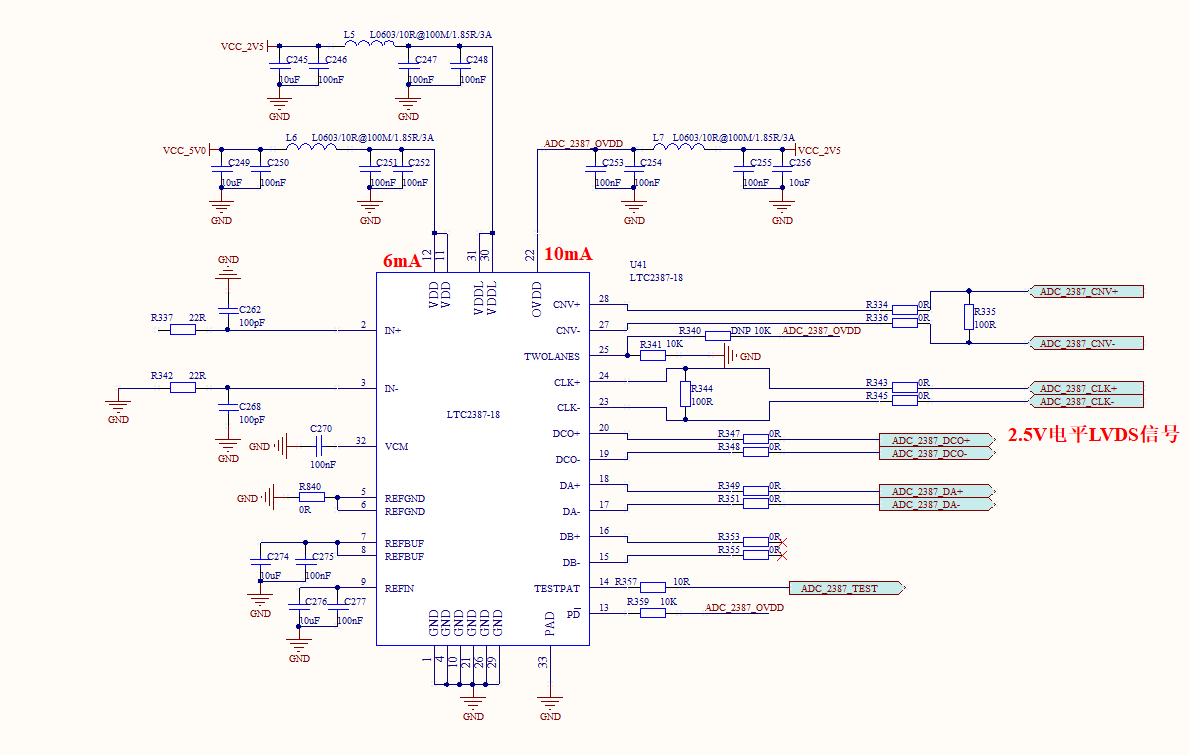 L5 L0603/10R@100M/1.85R/3A
VCC_2V5
C245 C246 C247 C248
10uF 100nF 100nF 100nF
GND GND
L6 L0603/10R@100M/1.85R/3A
VCC_5V0
C249 C250 C251 C252
10uF 100nF 100nF 100nF
GND GND
ADC_2387_OVDD L7 L0603/10R@100M/1.85R/3A
VCC_2V5
C253 C254 C255 C256
100nF 100nF 100nF 10uF
GND GND
6mA 12 11 31 30 22 10mA
U41
LTC2387-18
VDD VDD VDDL VDDL OVDD
GND
C262
100pF
R337 22R
2 IN+
R342 22R
3 IN-
GND
C268
100pF
GND
LTC2387-18
C270
GND 32 VCM
100nF
R840
GND 5 REFGND
0R 6 REFGND
7 REFBUF
8 REFBUF
C274 C275
10uF 100nF
GND
9 REFIN
C276 C277
10uF 100nF
GND
CNV+ 28 R334 0R ADC_2387_CNV+
R335
100R
CNV- 27 R336 0R ADC_2387_CNV-
R340 DNP 10K ADC_2387_OVDD
TWOLANES 25 R341 10K GND
CLK+ 24 R343 0R ADC_2387_CLK+
R344
100R
CLK- 23 R345 0R ADC_2387_CLK-
DCO+ 20 R347 0R ADC_2387_DCO+
DCO- 19 R348 0R ADC_2387_DCO-
2.5V电平LVDS信号
DA+ 18 R349 0R ADC_2387_DA+
DA- 17 R351 0R ADC_2387_DA-
DB+ 16 R353 0R
DB- 15 R355 0R
TESTPAT 14 R357 10R ADC_2387_TEST
PD 13 R359 10K ADC_2387_OVDD
GND GND GND GND GND GND PAD
1 4 10 21 26 29 33
GND GND